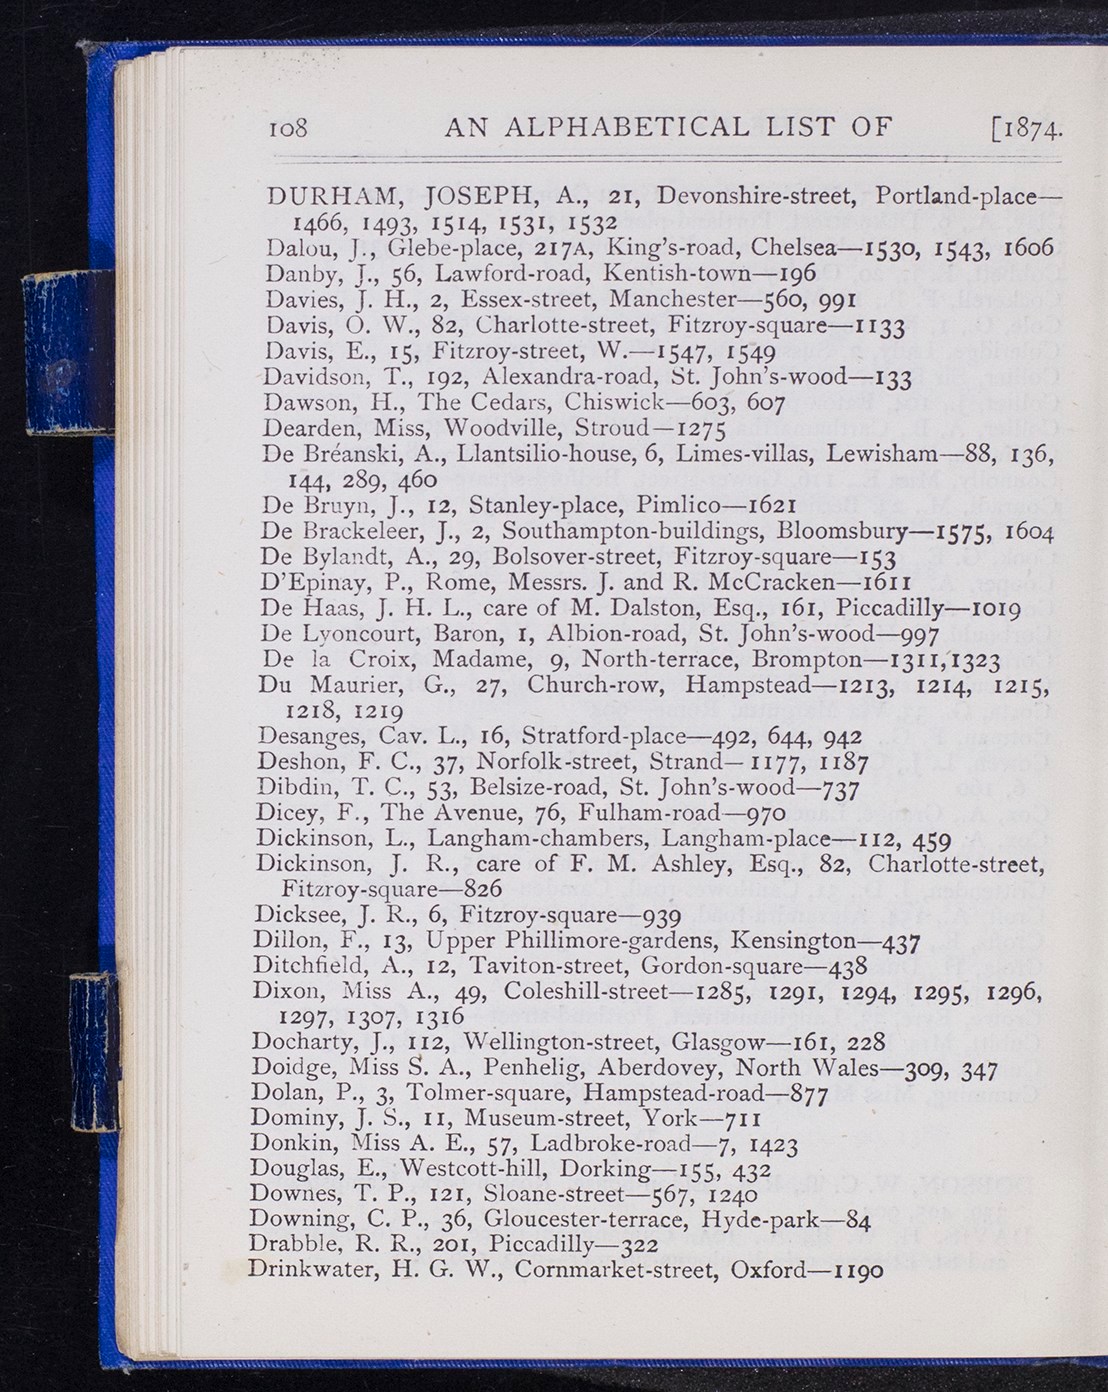 108 AN ALPHABETICAL LIST OF [1874.
DURHAM, JOSEPH, A., 21, Devonshire-street, Portland-place—
1466, 1493, 1514, 1531, 1532
Dalou, J., Glebe-place, 217A, King's-road, Chelsea—1530, 1543, 1606
Danby, J., 56, Lawford-road, Kentish-town—196
Davies, J. H., 2, Essex-street, Manchester—560, 991
Davis, O. W., 82, Charlotte-street, Fitzroy-square—1133
Davis, E., 15, Fitzroy-street, W.—1547, 1549
Davidson, T., 192, Alexandra-road, St. John's-wood—133
Dawson, H., The Cedars, Chiswick—603, 607
Dearden, Miss, Woodville, Stroud—1275
De Bréanski, A., Llantsilio-house, 6, Limes-villas, Lewisham—88, 136,
144, 289, 460
De Bruyn, J., 12, Stanley-place, Pimlico—1621
De Brackeleer, J., 2, Southampton-buildings, Bloomsbury—1575, 1604
De Bylandt, A., 29, Bolsover-street, Fitzroy-square—153
D'Epinay, P., Rome, Messrs. J. and R. McCracken—1611
De Haas, J. H. L., care of M. Dalston, Esq., 161, Piccadilly—1019
De Lyoncourt, Baron, 1, Albion-road, St. John's-wood—997
De la Croix, Madame, 9, North-terrace, Brompton—1311, 1323
Du Maurier, G., 27, Church-row, Hampstead—1213, 1214, 1215,
1218, 1219
Desanges, Cav. L., 16, Stratford-place—492, 644, 942
Deshon, F. C., 37, Norfolk-street, Strand—1177, 1187
Dibdin, T. C., 53, Belsize-road, St. John's-wood—737
Dicey, F., The Avenue, 76, Fulham-road—970
Dickinson, L., Langham-chambers, Langham-place—112, 459
Dickinson, J. R., care of F. M. Ashley, Esq., 82, Charlotte-street,
Fitzroy-square—826
Dicksee, J. R., 6, Fitzroy-square—939
Dillon, F., 13, Upper Phillimore-gardens, Kensington—437
Ditchfield, A., 12, Taviton-street, Gordon-square—438
Dixon, Miss A., 49, Coleshill-street—1285, 1291, 1294, 1295, 1296,
1297, 1307, 1316
Docharty, J., 112, Wellington-street, Glasgow—161, 228
Doidge, Miss S. A., Penhelig, Aberdovey, North Wales—309, 347
Dolan, P., 3, Tolmer-square, Hampstead-road—877
Dominy, J. S., 11, Museum-street, York—711
Donkin, Miss A. E., 57, Ladbroke-road—7, 1423
Douglas, E., Westcott-hill, Dorking—155, 432
Downes, T. P., 121, Sloane-street—567, 1240
Downing, C. P., 36, Gloucester-terrace, Hyde-park—84
Drabble, R. R., 201, Piccadilly—322
Drinkwater, H. G. W., Cornmarket-street, Oxford—1190